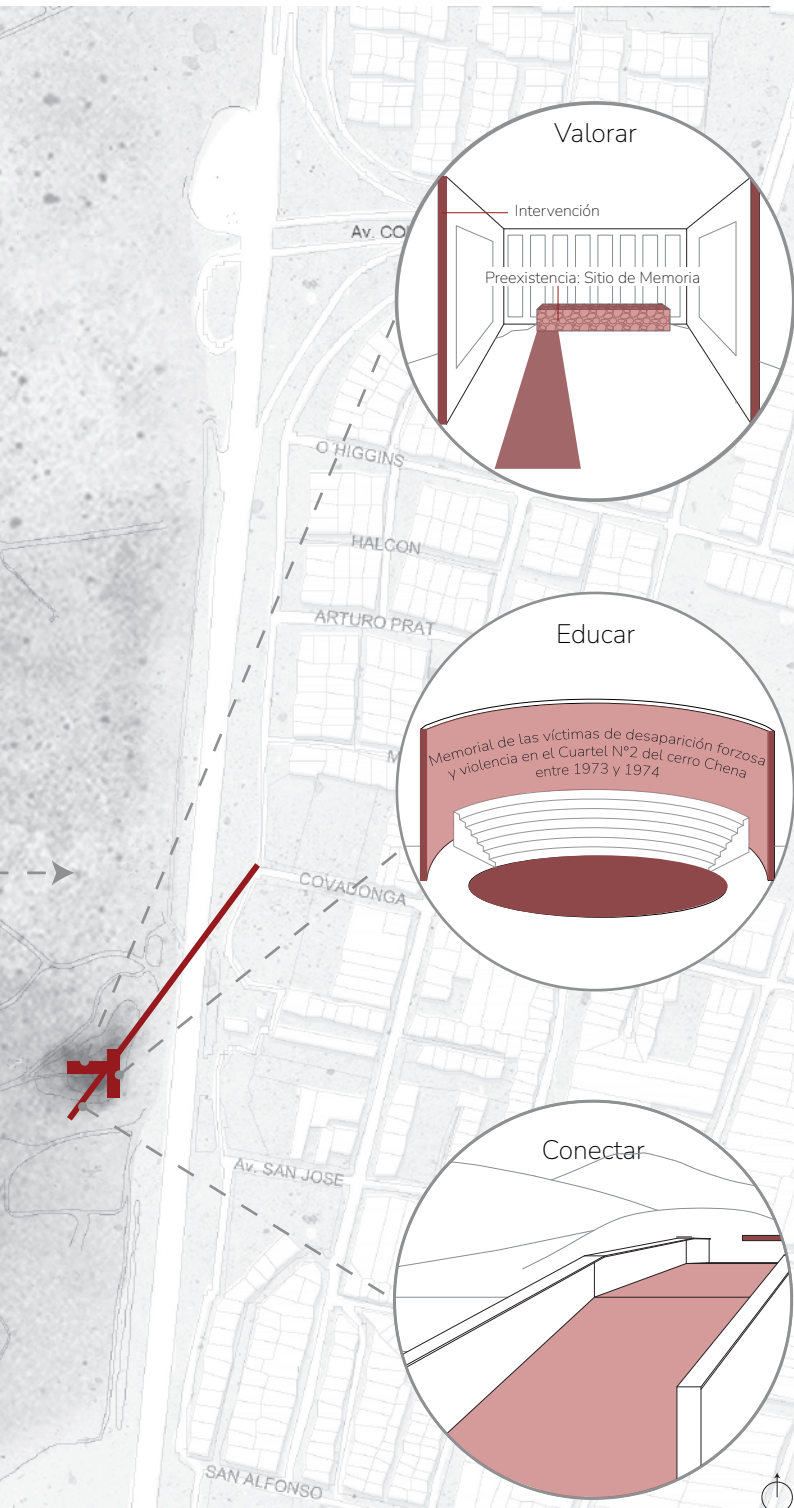 Valorar
Intervención
Av. CO
Preexistencia: Sitio de Memoria
O'HIGGINS
HALCON
ARTURO PRAT
Educar
Memorial de las víctimas de desaparición forzosa
y violencia en el Cuartel N°2 del cerro Chena
entre 1973 y 1974
COVADONGA
Conectar
Av. SAN JOSE
SAN ALFONSO